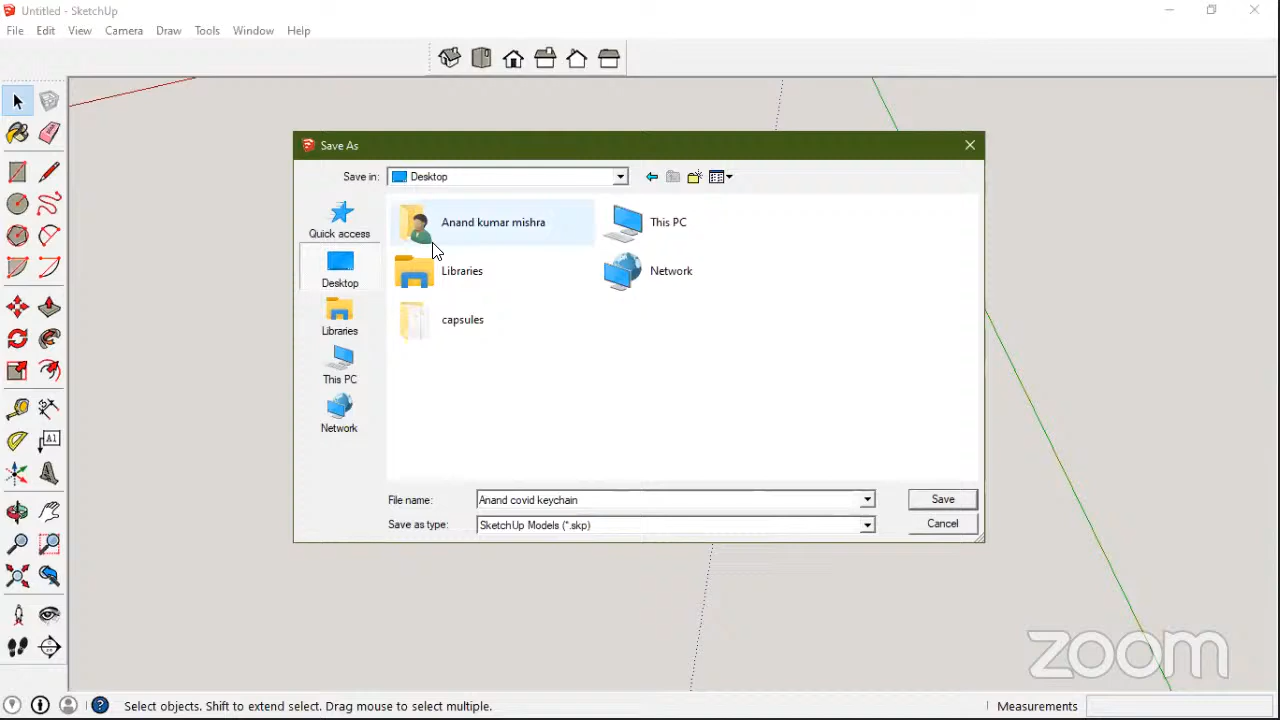 Untitled - SketchUp
File Edit View Camera Draw Tools Window Help
Save As
Save in: Desktop
Quick access
Desktop
Libraries
This PC
Network
Anand kumar mishra
This PC
Libraries
Network
capsules
File name: Anand covid keychain
Save
Save as type: SketchUp Models (*.skp)
Cancel
A1
zoom
Select objects. Shift to extend select. Drag mouse to select multiple.
Measurements